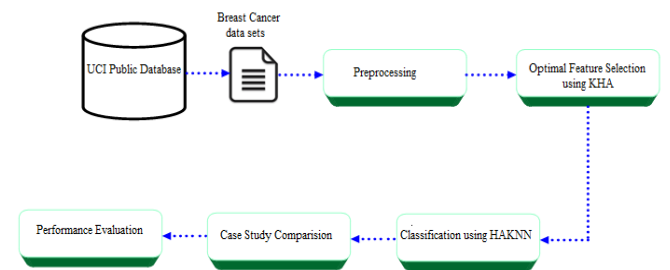 Breast Cancer
data sets
UCI Public Database
Preprocessing
Optimal Feature Selection
using KHA
Classification using HAKNN
Case Study Comparision
Performance Evaluation